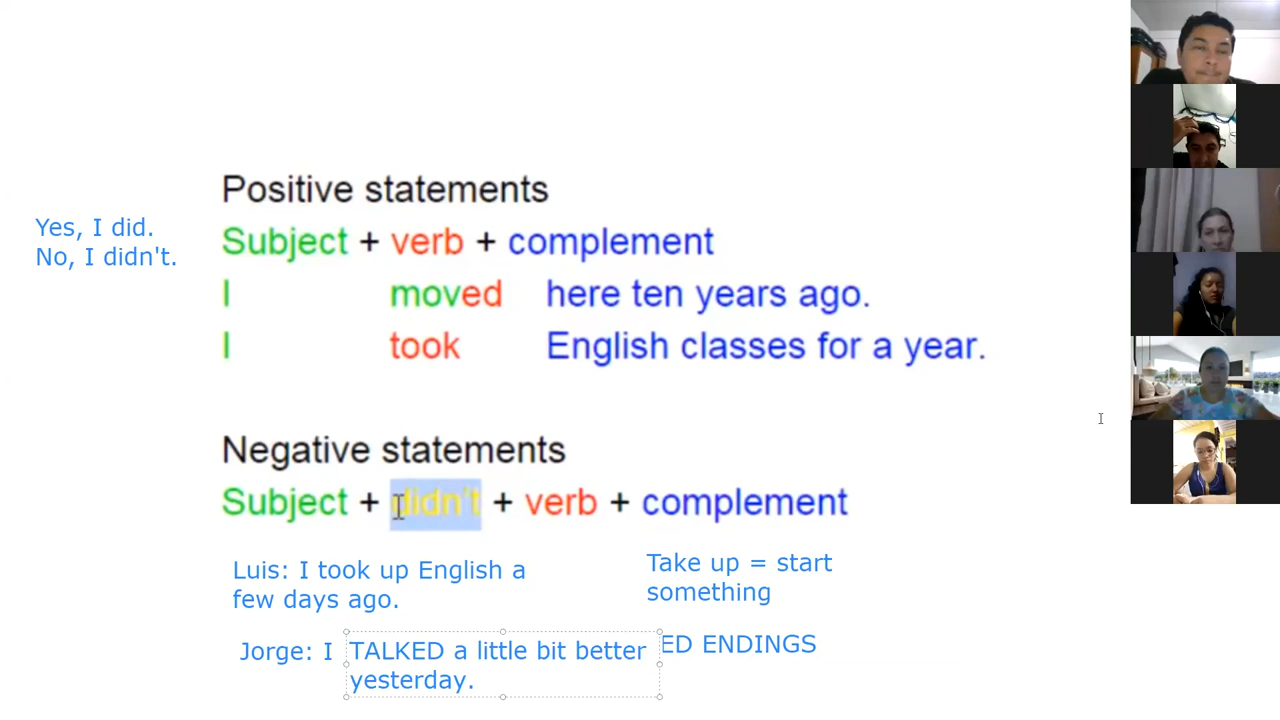 Positive statements
Yes, I did.
No, I didn't.
Subject + verb + complement
I moved here ten years ago.
I took English classes for a year.
Negative statements
Subject + didn't + verb + complement
Luis: I took up English a
few days ago.
Take up = start
something
Jorge: I TALKED a little bit better
yesterday.
ED ENDINGS